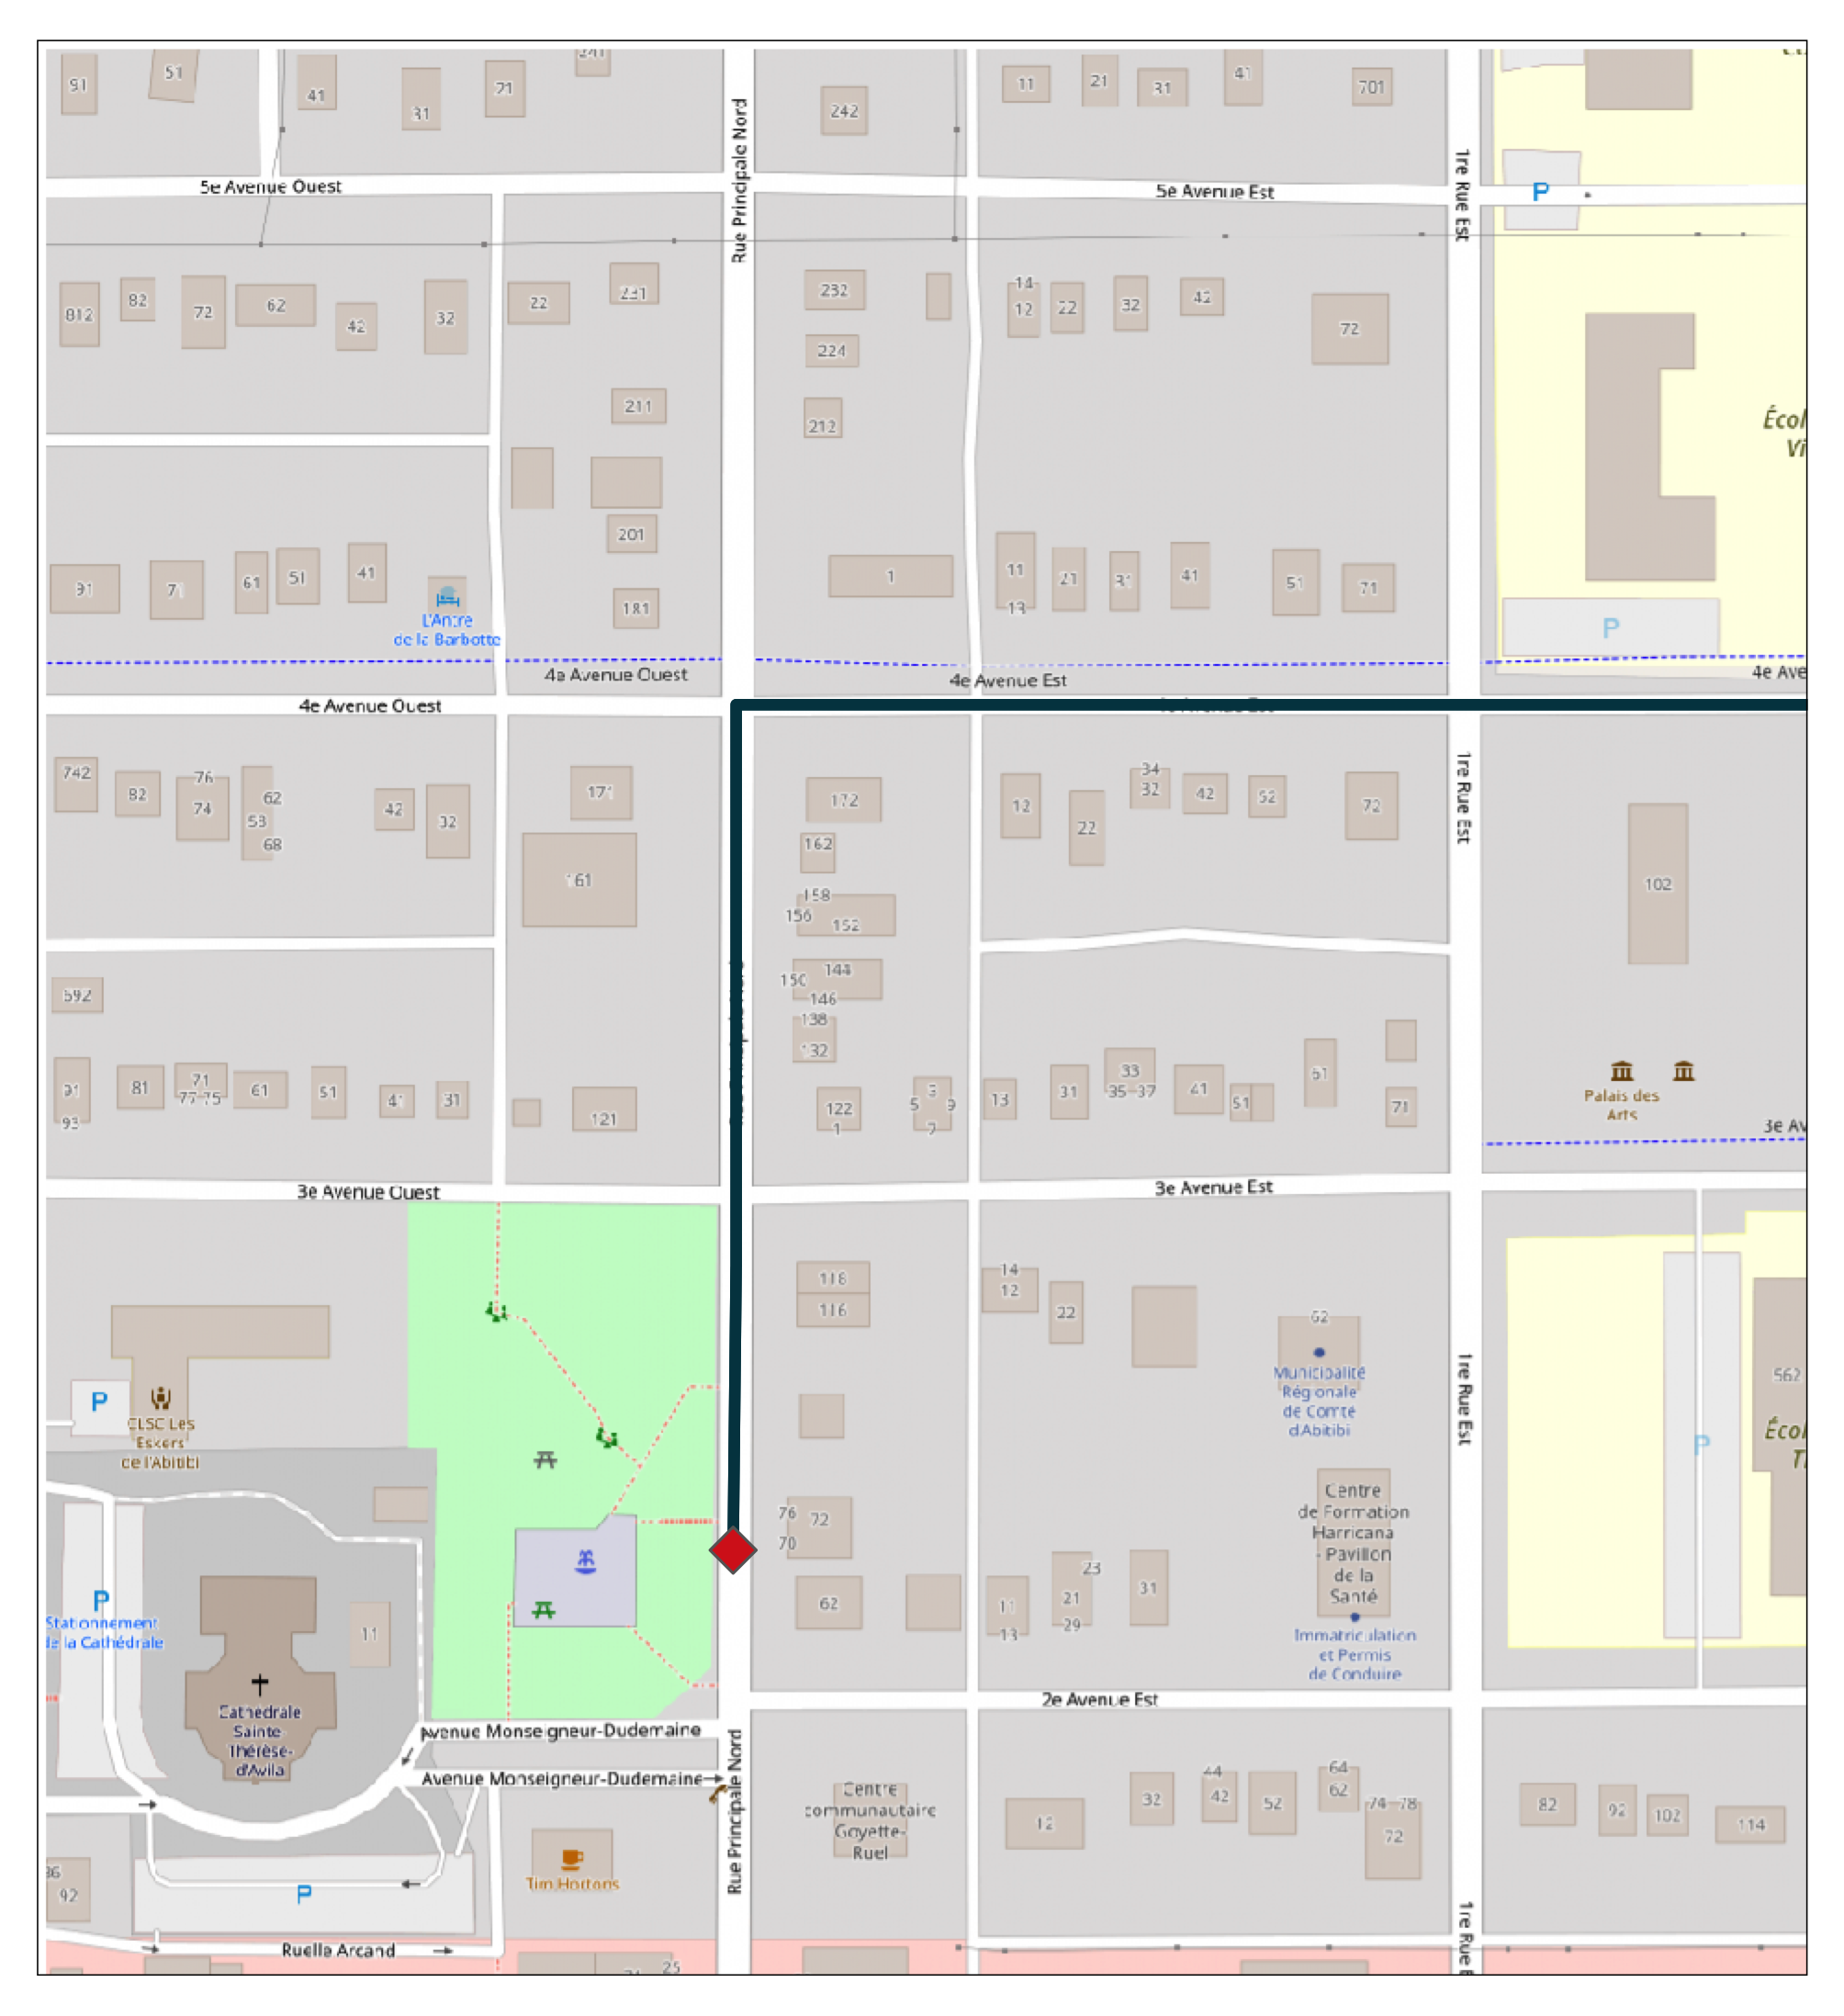 91
51
41
31
21
242
11
21
31
41
701
Rue Principale Nord
1re Rue Est
5e Avenue Ouest
5e Avenue Est
P
812
82
72
62
42
32
22
231
232
224
212
211
14
12
22
32
42
72
Écol
Vi
201
181
1
91
71
61
51
41
L'Antre
de la Barbotte
11
13
21
31
41
51
71
P
4e Avenue Ouest
4e Avenue Est
4e Ave
4e Avenue Ouest
742
82
76
74
62
58
68
42
32
171
161
172
162
158
156
152
12
22
34
32
42
52
72
1re Rue Est
102
592
150
144
146
138
132
91
93
81
71
77-75
61
51
41
31
121
122
1
3
5
9
7
13
31
33
35-37
41
51
61
71
Palais des
Arts
3e Av
3e Avenue Ouest
3e Avenue Est
118
116
14
12
22
62
Municipalité
Régionale
de Comté
d'Abitibi
1re Rue Est
562
Écol
T
P
CLSC Les
Eskers
de l'Abitibi
P
76
72
70
62
Centre
de Formation
Harricana
- Pavillon
de la
Santé
11
13
23
21
29
31
Immatriculation
et Permis
de Conduire
P
Stationnement
de la Cathédrale
11
Cathédrale
Sainte-
Thérèse-
d'Avila
2e Avenue Est
Avenue Monseigneur-Dudemaine
Avenue Monseigneur-Dudemaine
Rue Principale Nord
Centre
communautaire
Goyette-
Ruel
12
32
44
42
52
64
62
74
78
72
82
92
102
114
Tim Hortons
86
92
P
Ruelle Arcand
25
1re Rue E